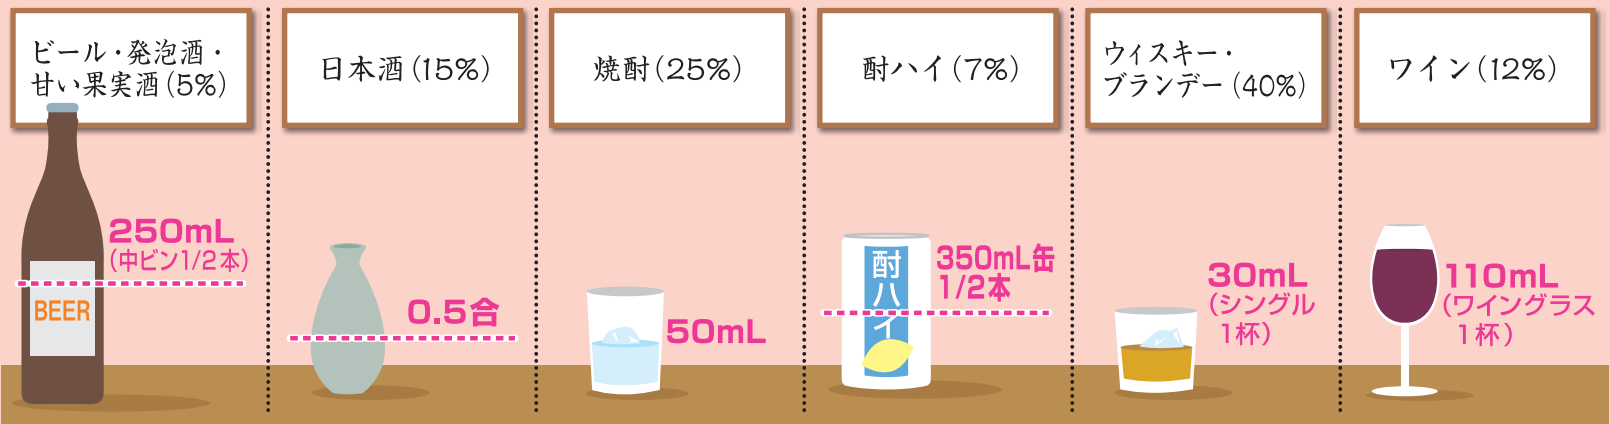 ビール・発泡酒・
甘い果実酒(5%)
250mL
(中ビン1/2本)
BEER
日本酒(15%)
0.5合
焼酎(25%)
50mL
酎ハイ(7%)
酎ハイ
350mL缶
1/2本
ウィスキー・
ブランデー(40%)
30mL
(シングル
1杯)
ワイン(12%)
110mL
(ワイングラス
1杯)